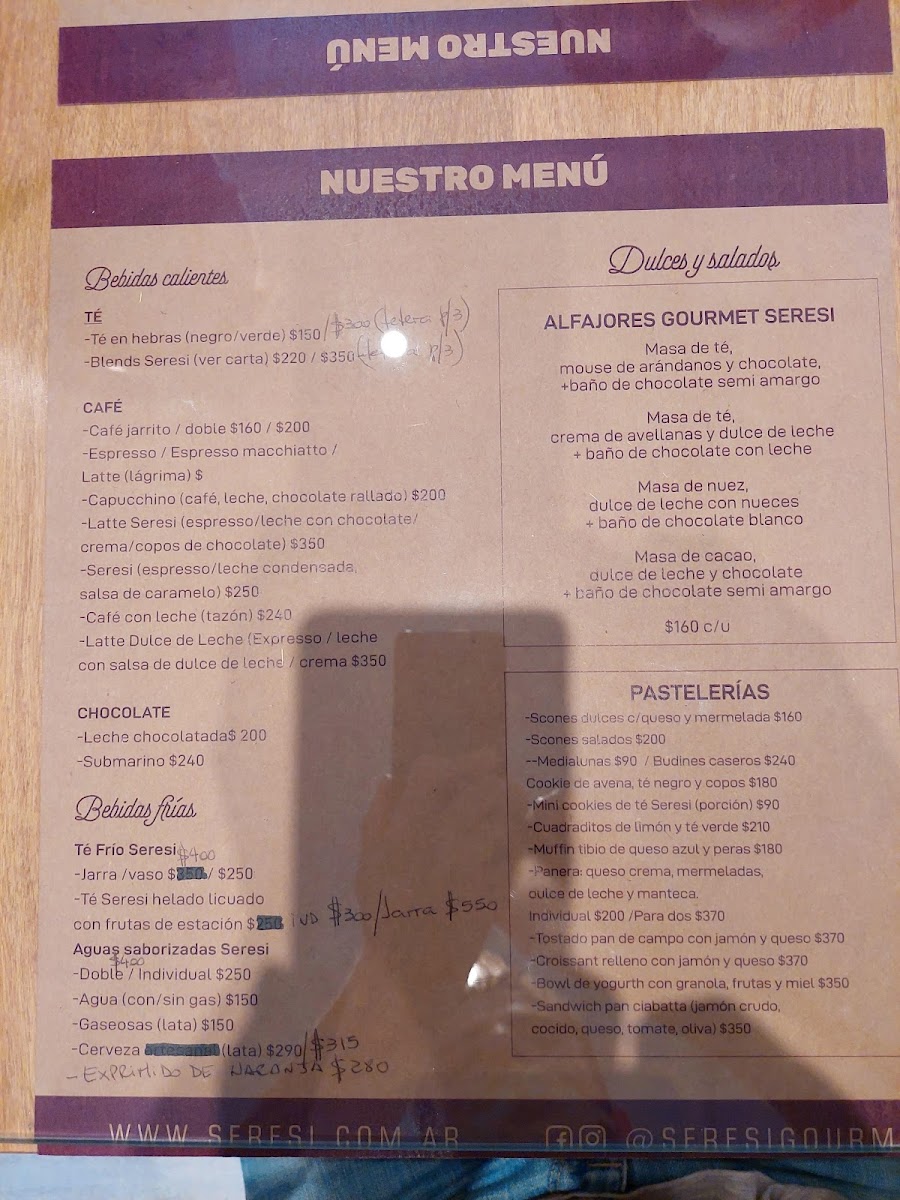 NUESTRO MENÚ
NUESTRO MENÚ
Bebidas calientes
TÉ
-Té en hebras (negro/verde) $150/$300 (tetera p/3)
-Blends Seresi (ver carta) $220 / $350 (tetera p/3)
CAFÉ
-Café jarrito / doble $160 / $200
-Espresso / Espresso macchiatto /
Latte (lágrima) $
-Capucchino (café, leche, chocolate rallado) $200
-Latte Seresi (espresso/leche con chocolate/
crema/copos de chocolate) $350
-Seresi (espresso/leche condensada,
salsa de caramelo) $250
-Café con leche (tazón) $240
-Latte Dulce de Leche (Expresso / leche
con salsa de dulce de leche / crema $350
CHOCOLATE
-Leche chocolatada$ 200
-Submarino $240
Bebidas frías
Té Frío Seresi
$400
-Jarra /vaso $350 / $250
-Té Seresi helado licuado
con frutas de estación $250 iUD $300/Jarra $550
Aguas saborizadas Seresi
$400
-Doble / Individual $250
-Agua (con/sin gas) $150
-Gaseosas (lata) $150
-Cerveza artesanal (lata) $290/$315
- EXPRIMIDO DE NARANJA $280
Dulces y salados
ALFAJORES GOURMET SERESI
Masa de té,
mouse de arándanos y chocolate,
+baño de chocolate semi amargo
Masa de té,
crema de avellanas y dulce de leche
+ baño de chocolate con leche
Masa de nuez,
dulce de leche con nueces
+ baño de chocolate blanco
Masa de cacao,
dulce de leche y chocolate
+ baño de chocolate semi amargo
$160 c/u
PASTELERÍAS
-Scones dulces c/queso y mermelada $160
-Scones salados $200
--Medialunas $90 / Budines caseros $240
Cookie de avena, té negro y copos $180
-Mini cookies de té Seresi (porción) $90
-Cuadraditos de limón y té verde $210
-Muffin tibio de queso azul y peras $180
-Panera: queso crema, mermeladas,
dulce de leche y manteca.
Individual $200 /Para dos $370
-Tostado pan de campo con jamón y queso $370
-Croissant relleno con jamón y queso $370
-Bowl de yogurth con granola, frutas y miel $350
-Sandwich pan ciabatta (jamón crudo,
cocido, queso, tomate, oliva) $350
WWW.SERESI.COM.AR
@SERESIGOURM